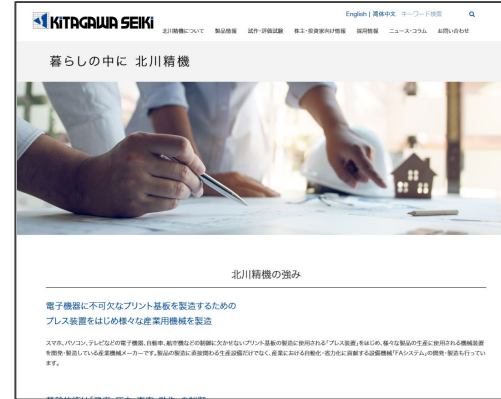 KITAGAWA SEIKI
English | 简体中文 キーワード検索
北川精機について 製品情報 試作・評価試験 株主・投資家向け情報 採用情報 ニュース・コラム お問い合わせ
暮らしの中に 北川精機
北川精機の強み
電子機器に不可欠なプリント基板を製造するための
プレス装置をはじめ様々な産業用機械を製造
スマホ、パソコン、テレビなどの電子機器、自動車、航空機などの制御に欠かせないプリント基板の製造に使用される「プレス装置」をはじめ、様々な製品の生産に使用される機械装置
を開発・製造している産業機械メーカーです。製品の製造に直接関わる生産設備だけでなく、産業における自動化・省力化に貢献する設備機械「FAシステム」の開発・製造も行ってい
ます。